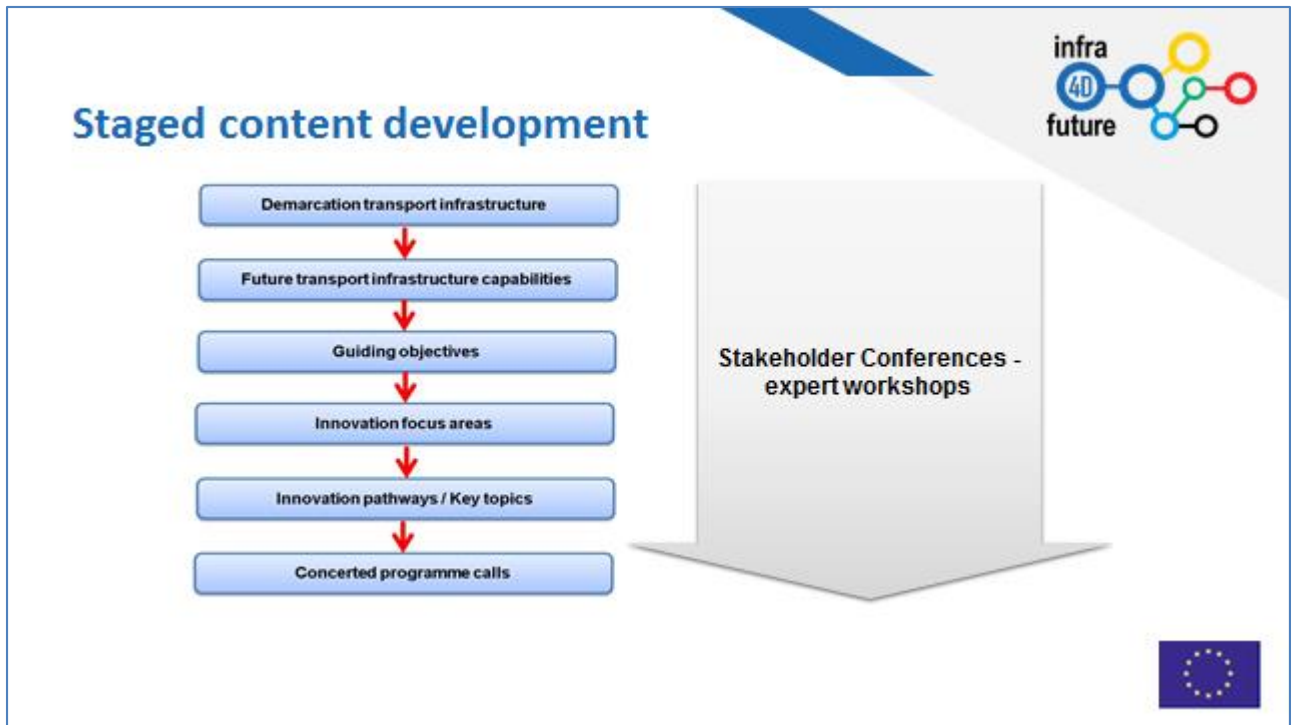 infra
4D
future
Staged content development
Demarcation transport infrastructure
Future transport infrastructure capabilities
Guiding objectives
Innovation focus areas
Innovation pathways / Key topics
Concerted programme calls
Stakeholder Conferences -
expert workshops